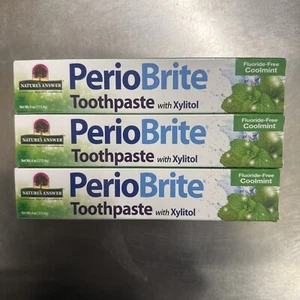 NATURE'S ANSWER
PerioBrite
Toothpaste with Xylitol
Fluoride-Free
Coolmint
NATURE'S ANSWER
PerioBrite
Toothpaste with Xylitol
Fluoride-Free
Coolmint
NATURE'S ANSWER
PerioBrite
Toothpaste with Xylitol
Fluoride-Free
Coolmint